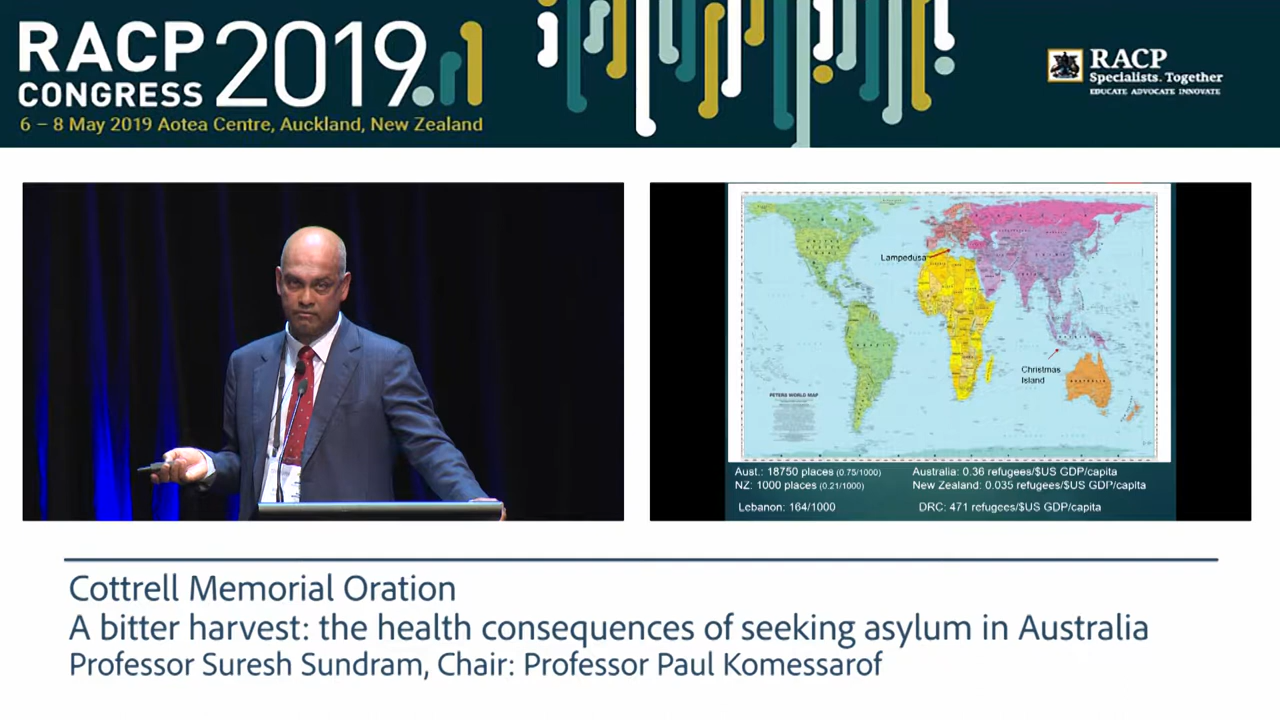 RACP
CONGRESS
2019
6 – 8 May 2019 Aotea Centre, Auckland, New Zealand
RACP
Specialists. Together
EDUCATE ADVOCATE INNOVATE
Lampedusa
Christmas
Island
AUSTRALIA
PETERS WORLD MAP
Aust.: 18750 places (0.75/1000)
NZ: 1000 places (0.21/1000)
Lebanon: 164/1000
Australia: 0.36 refugees/$US GDP/capita
New Zealand: 0.035 refugees/$US GDP/capita
DRC: 471 refugees/$US GDP/capita
Cottrell Memorial Oration
A bitter harvest: the health consequences of seeking asylum in Australia
Professor Suresh Sundram, Chair: Professor Paul Komessarof